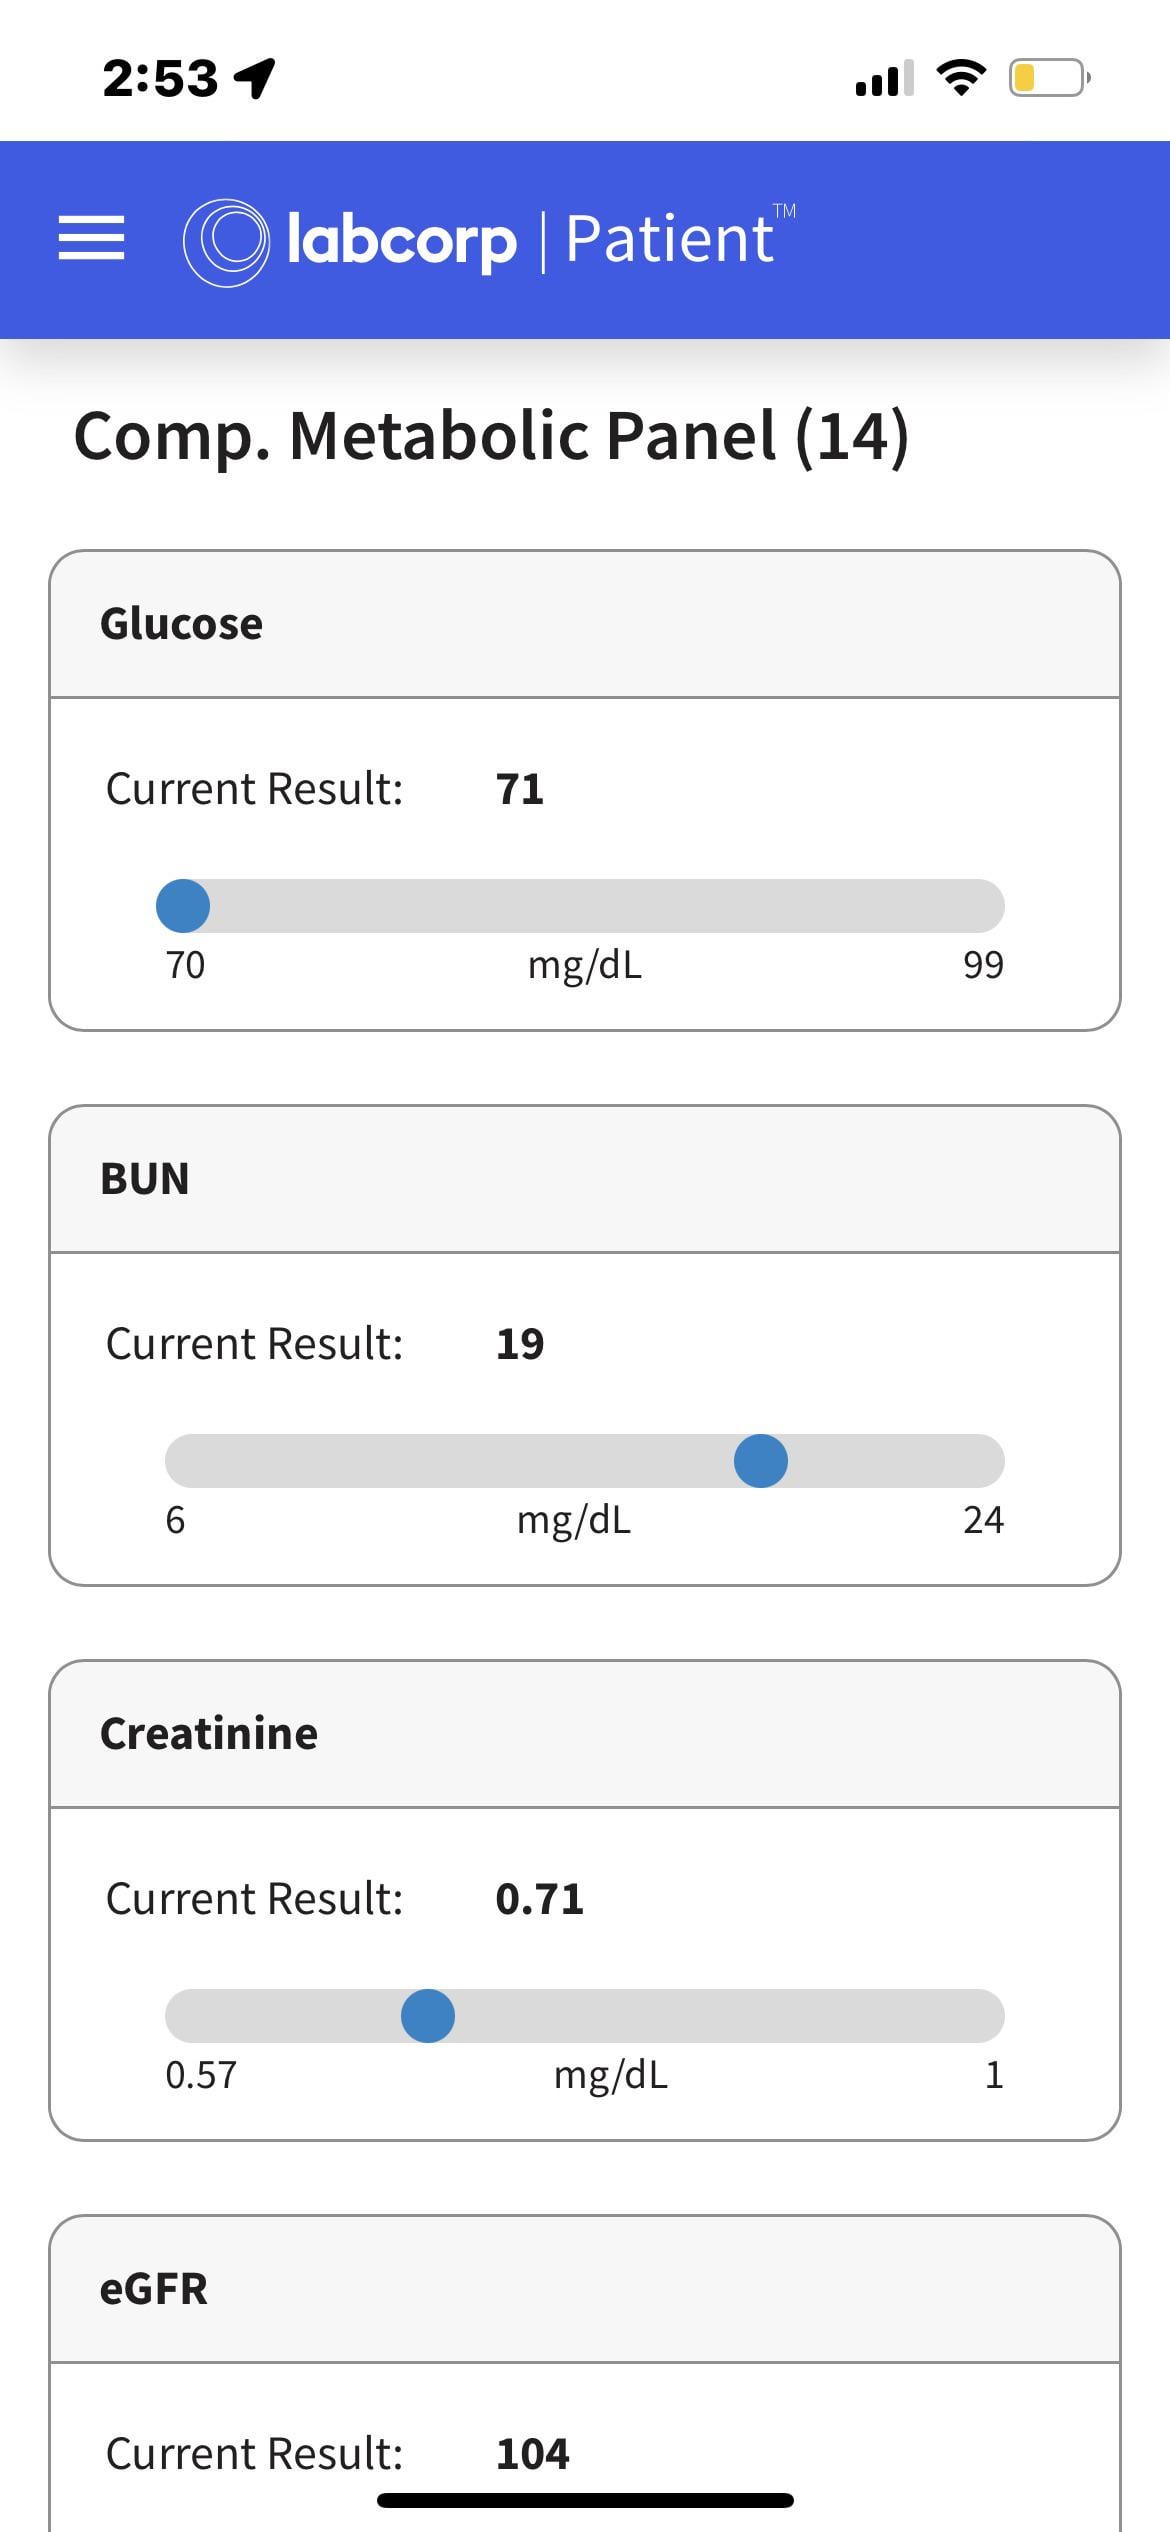 2:53
labcorp | Patient™
Comp. Metabolic Panel (14)
Glucose
Current Result: 71
70 mg/dL 99
BUN
Current Result: 19
6 mg/dL 24
Creatinine
Current Result: 0.71
0.57 mg/dL 1
eGFR
Current Result: 104